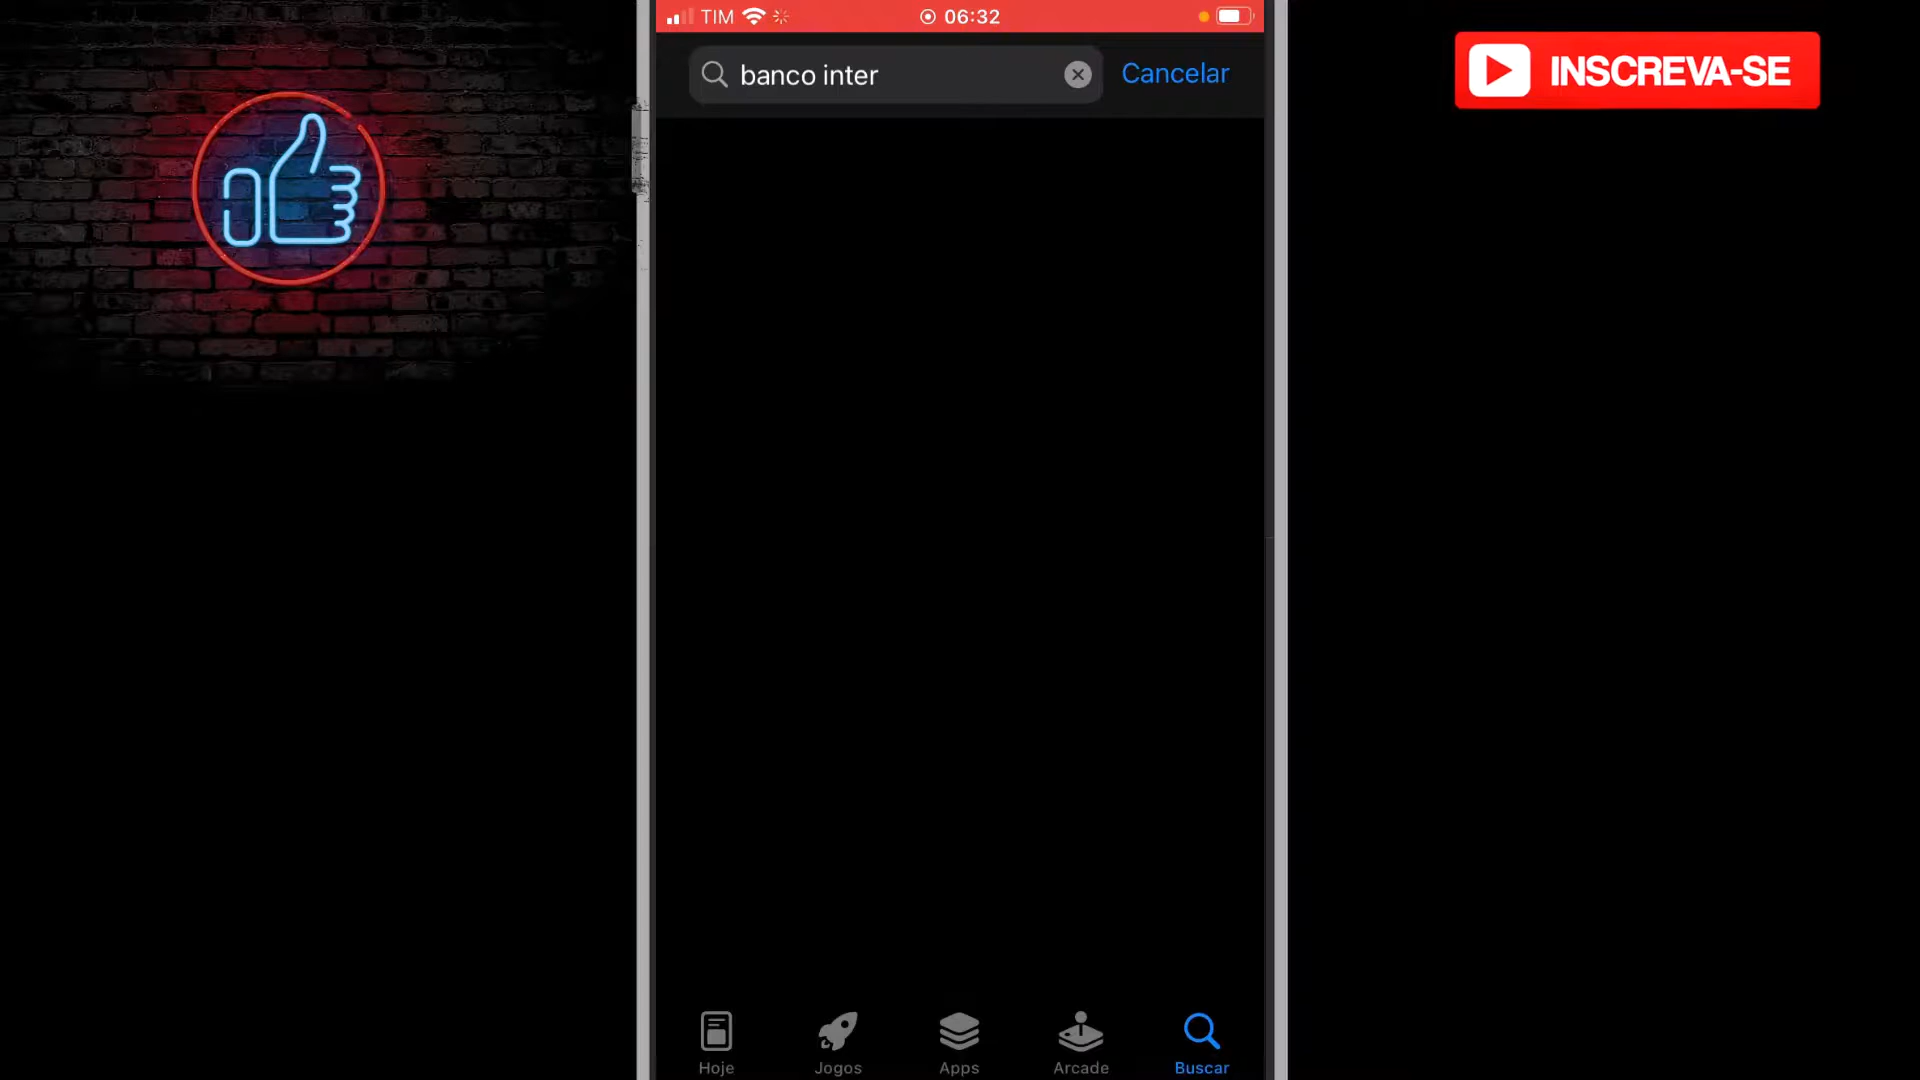 TIM 06:32
banco inter
Cancelar
INSCREVA-SE
Hoje
Jogos
Apps
Arcade
Buscar